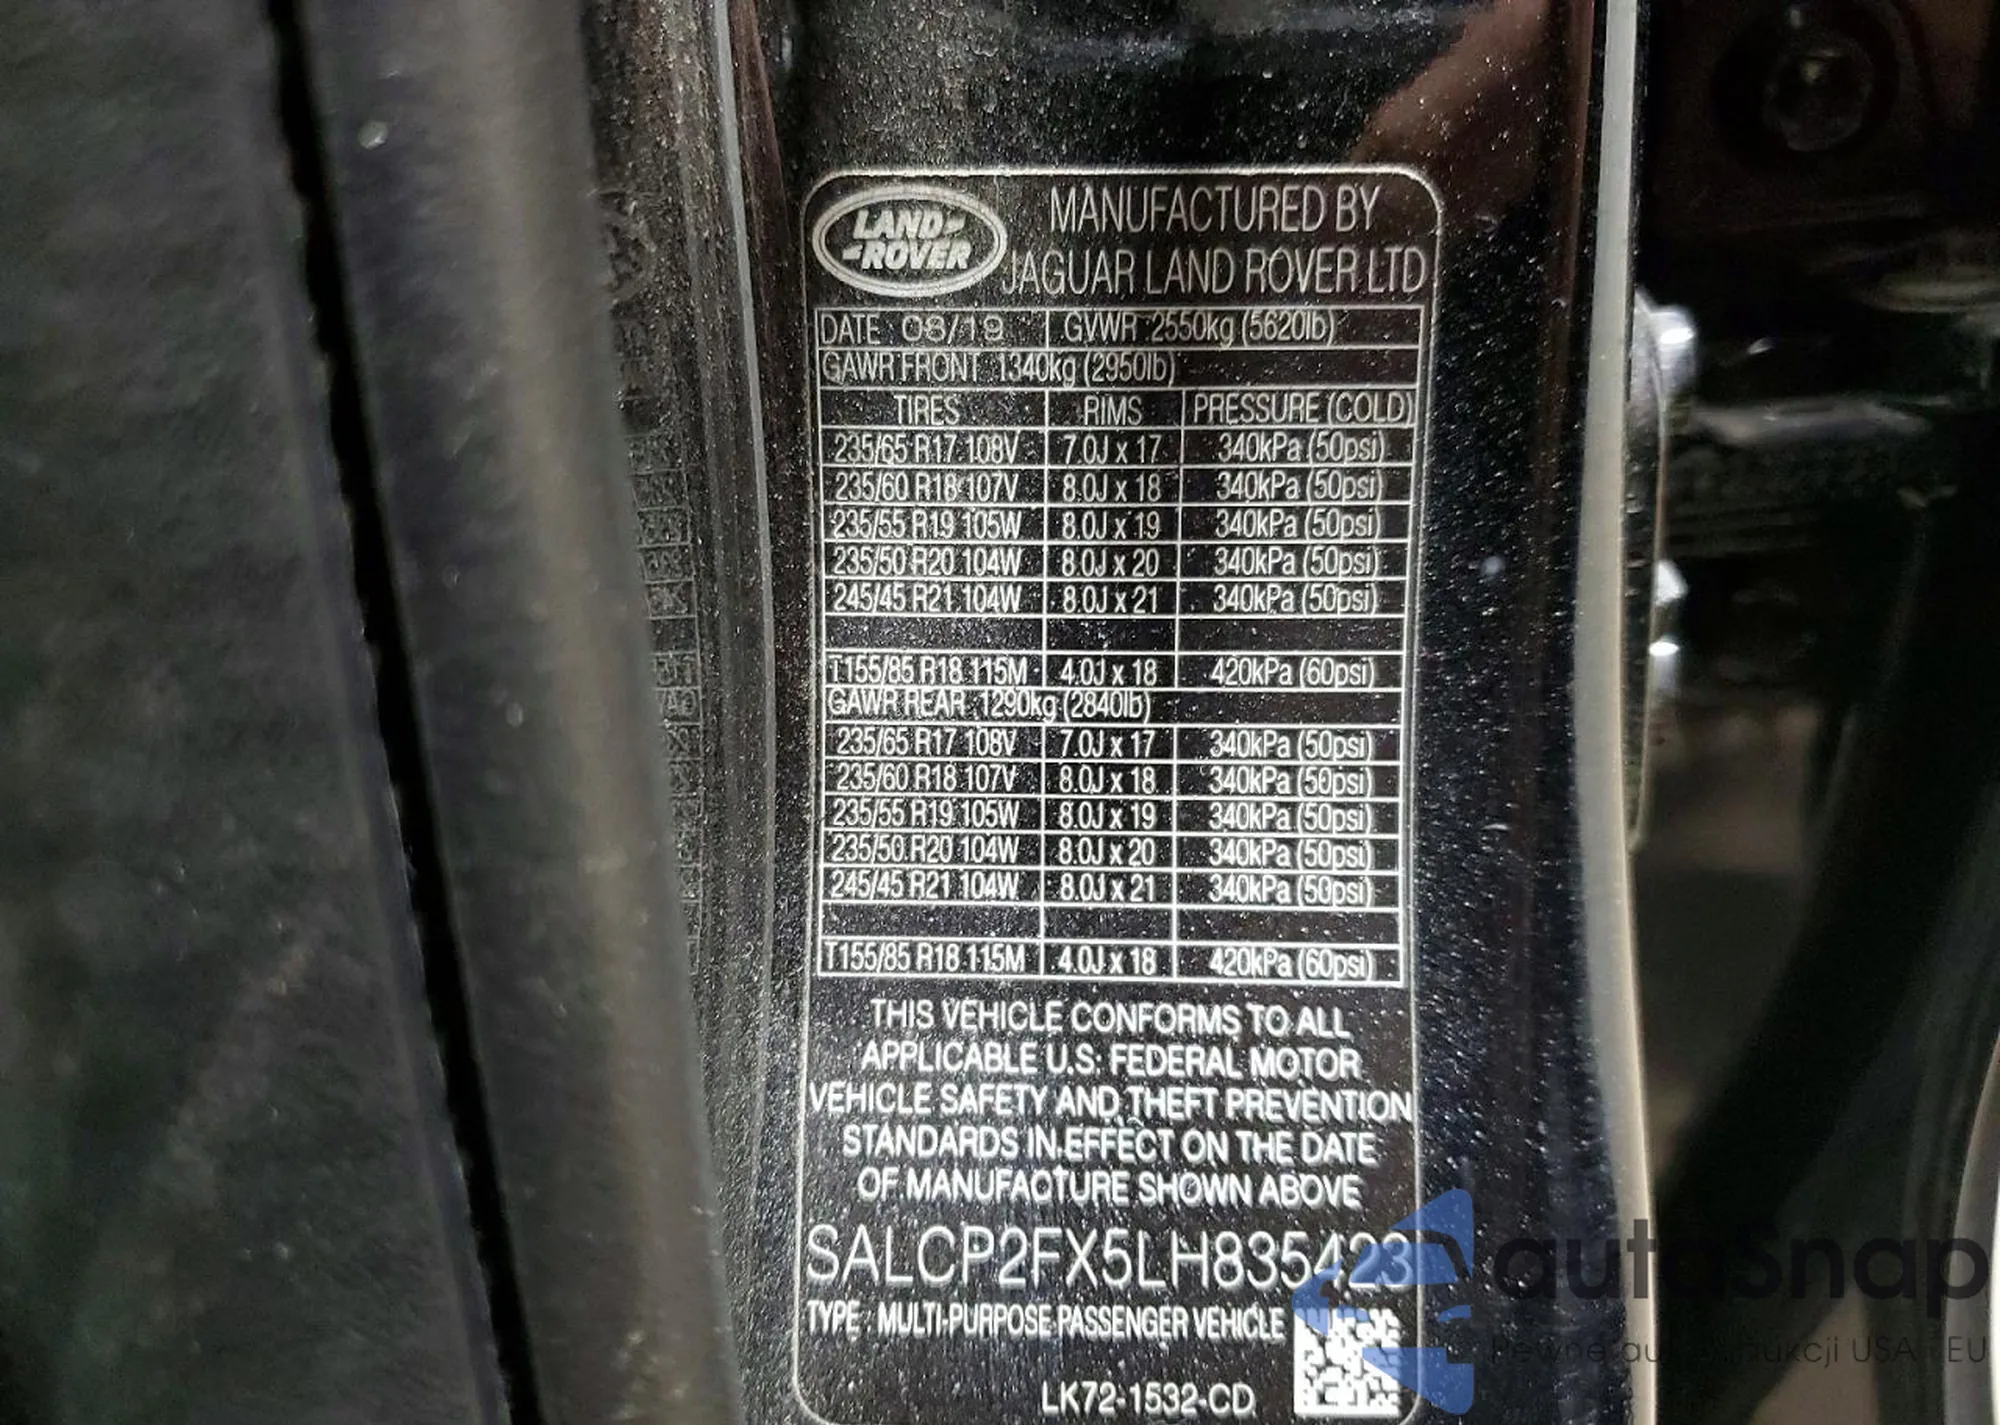 LAND-
-ROVER
MANUFACTURED BY
JAGUAR LAND ROVER LTD
DATE 08/19 GVWR 2550kg (5620lb)
GAWR FRONT 1340kg (2950lb)
TIRES RIMS PRESSURE (COLD)
235/65 R17 108V 7.0J x 17 340kPa (50psi)
235/60 R18 107V 8.0J x 18 340kPa (50psi)
235/55 R19 105W 8.0J x 19 340kPa (50psi)
235/50 R20 104W 8.0J x 20 340kPa (50psi)
245/45 R21 104W 8.0J x 21 340kPa (50psi)
T155/85 R18 115M 4.0J x 18 420kPa (60psi)
GAWR REAR 1290kg (2840lb)
235/65 R17 108V 7.0J x 17 340kPa (50psi)
235/60 R18 107V 8.0J x 18 340kPa (50psi)
235/55 R19 105W 8.0J x 19 340kPa (50psi)
235/50 R20 104W 8.0J x 20 340kPa (50psi)
245/45 R21 104W 8.0J x 21 340kPa (50psi)
T155/85 R18 115M 4.0J x 18 420kPa (60psi)
THIS VEHICLE CONFORMS TO ALL
APPLICABLE U.S. FEDERAL MOTOR
VEHICLE SAFETY AND THEFT PREVENTION
STANDARDS IN EFFECT ON THE DATE
OF MANUFACTURE SHOWN ABOVE
SALCP2FX5LH835423
TYPE : MULTI-PURPOSE PASSENGER VEHICLE
LK72-1532-CD
autosnap
Pewne auta z aukcji USA i EU